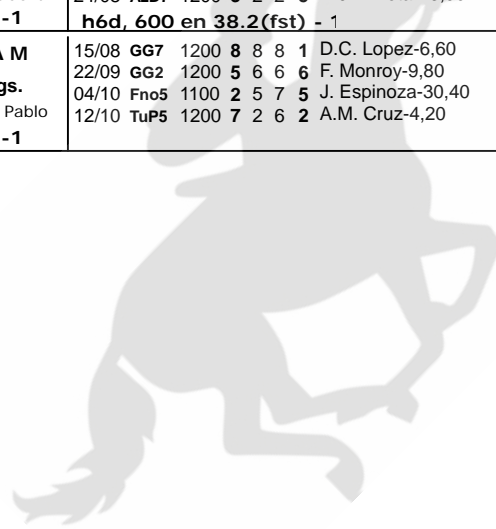 -1
h6d, 600 en 38.2(fst) - 1
A M
gs.
Pablo
-1
15/08 GG7 1200 8 8 8 1 D.C. Lopez-6,60
22/09 GG2 1200 5 6 6 6 F. Monroy-9,80
04/10 Fno5 1100 2 5 7 5 J. Espinoza-30,40
12/10 TuP5 1200 7 2 6 2 A.M. Cruz-4,20